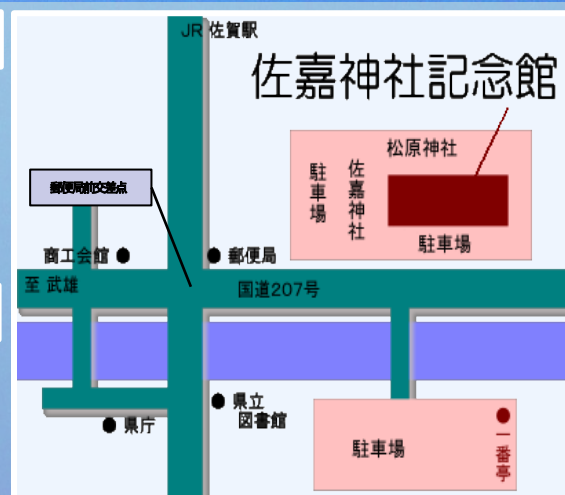 JR 佐賀駅
佐嘉神社記念館
松原神社
駐車場
佐嘉神社
駐車場
郵便局前交差点
商工会館
郵便局
至 武雄
国道207号
県立
図書館
県庁
駐車場
一番亭